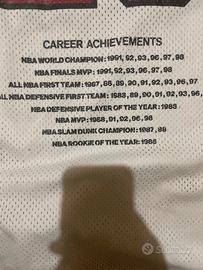 CAREER ACHIEVEMENTS
NBA WORLD CHAMPION : 1991, 92, 93, 96, 97, 98
NBA FINALS MVP : 1991, 92, 93, 96, 97, 98
ALL NBA FIRST TEAM : 1987, 88, 89, 90, 91, 92, 93, 96, 97
ALL NBA DEFENSIVE FIRST TEAM : 1988, 89, 90, 91, 92, 93, 96,
NBA DEFENSIVE PLAYER OF THE YEAR : 1988
NBA MVP : 1988, 91, 92, 96, 98
NBA SLAM DUNK CHAMPION : 1987, 88
NBA ROOKIE OF THE YEAR : 1985
Subito